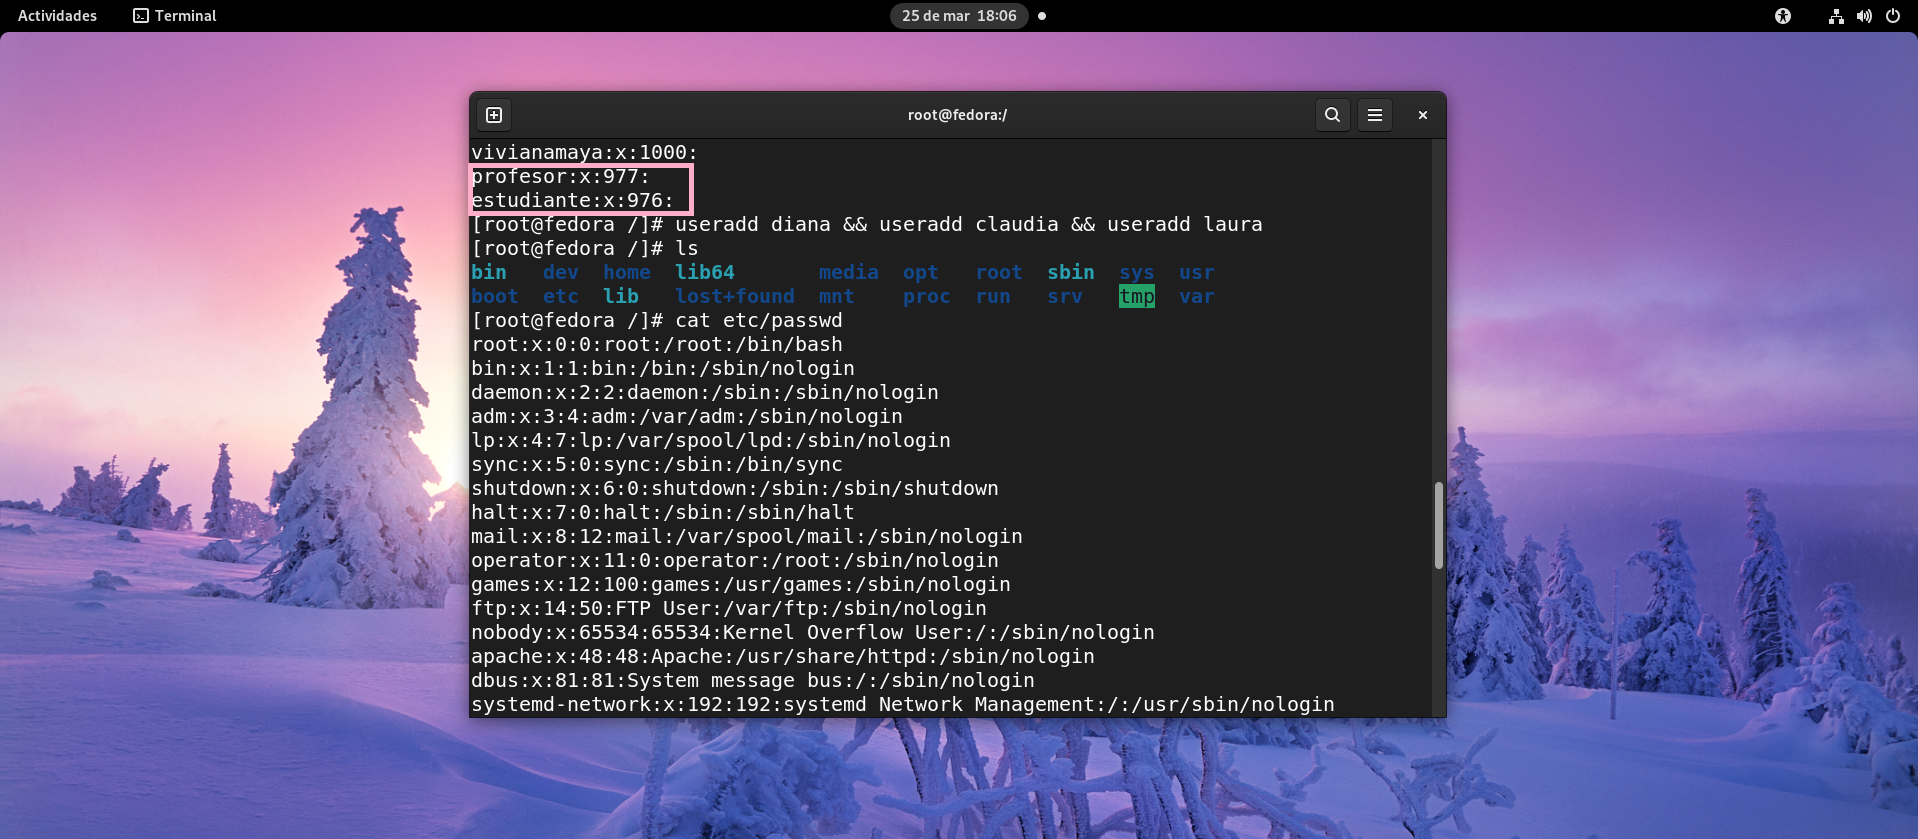 Actividades
Terminal
25 de mar 18:06
root@fedora:/
vivianamaya:x:1000:
profesor:x:977:
estudiante:x:976:
[root@fedora /]# useradd diana && useradd claudia && useradd laura
[root@fedora /]# ls
bin dev home lib64 media opt root sbin sys usr
boot etc lib lost+found mnt proc run srv tmp var
[root@fedora /]# cat etc/passwd
root:x:0:0:root:/root:/bin/bash
bin:x:1:1:bin:/bin:/sbin/nologin
daemon:x:2:2:daemon:/sbin:/sbin/nologin
adm:x:3:4:adm:/var/adm:/sbin/nologin
lp:x:4:7:lp:/var/spool/lpd:/sbin/nologin
sync:x:5:0:sync:/sbin:/bin/sync
shutdown:x:6:0:shutdown:/sbin:/sbin/shutdown
halt:x:7:0:halt:/sbin:/sbin/halt
mail:x:8:12:mail:/var/spool/mail:/sbin/nologin
operator:x:11:0:operator:/root:/sbin/nologin
games:x:12:100:games:/usr/games:/sbin/nologin
ftp:x:14:50:FTP User:/var/ftp:/sbin/nologin
nobody:x:65534:65534:Kernel Overflow User:/:/sbin/nologin
apache:x:48:48:Apache:/usr/share/httpd:/sbin/nologin
dbus:x:81:81:System message bus:/:/sbin/nologin
systemd-network:x:192:192:systemd Network Management:/:/usr/sbin/nologin